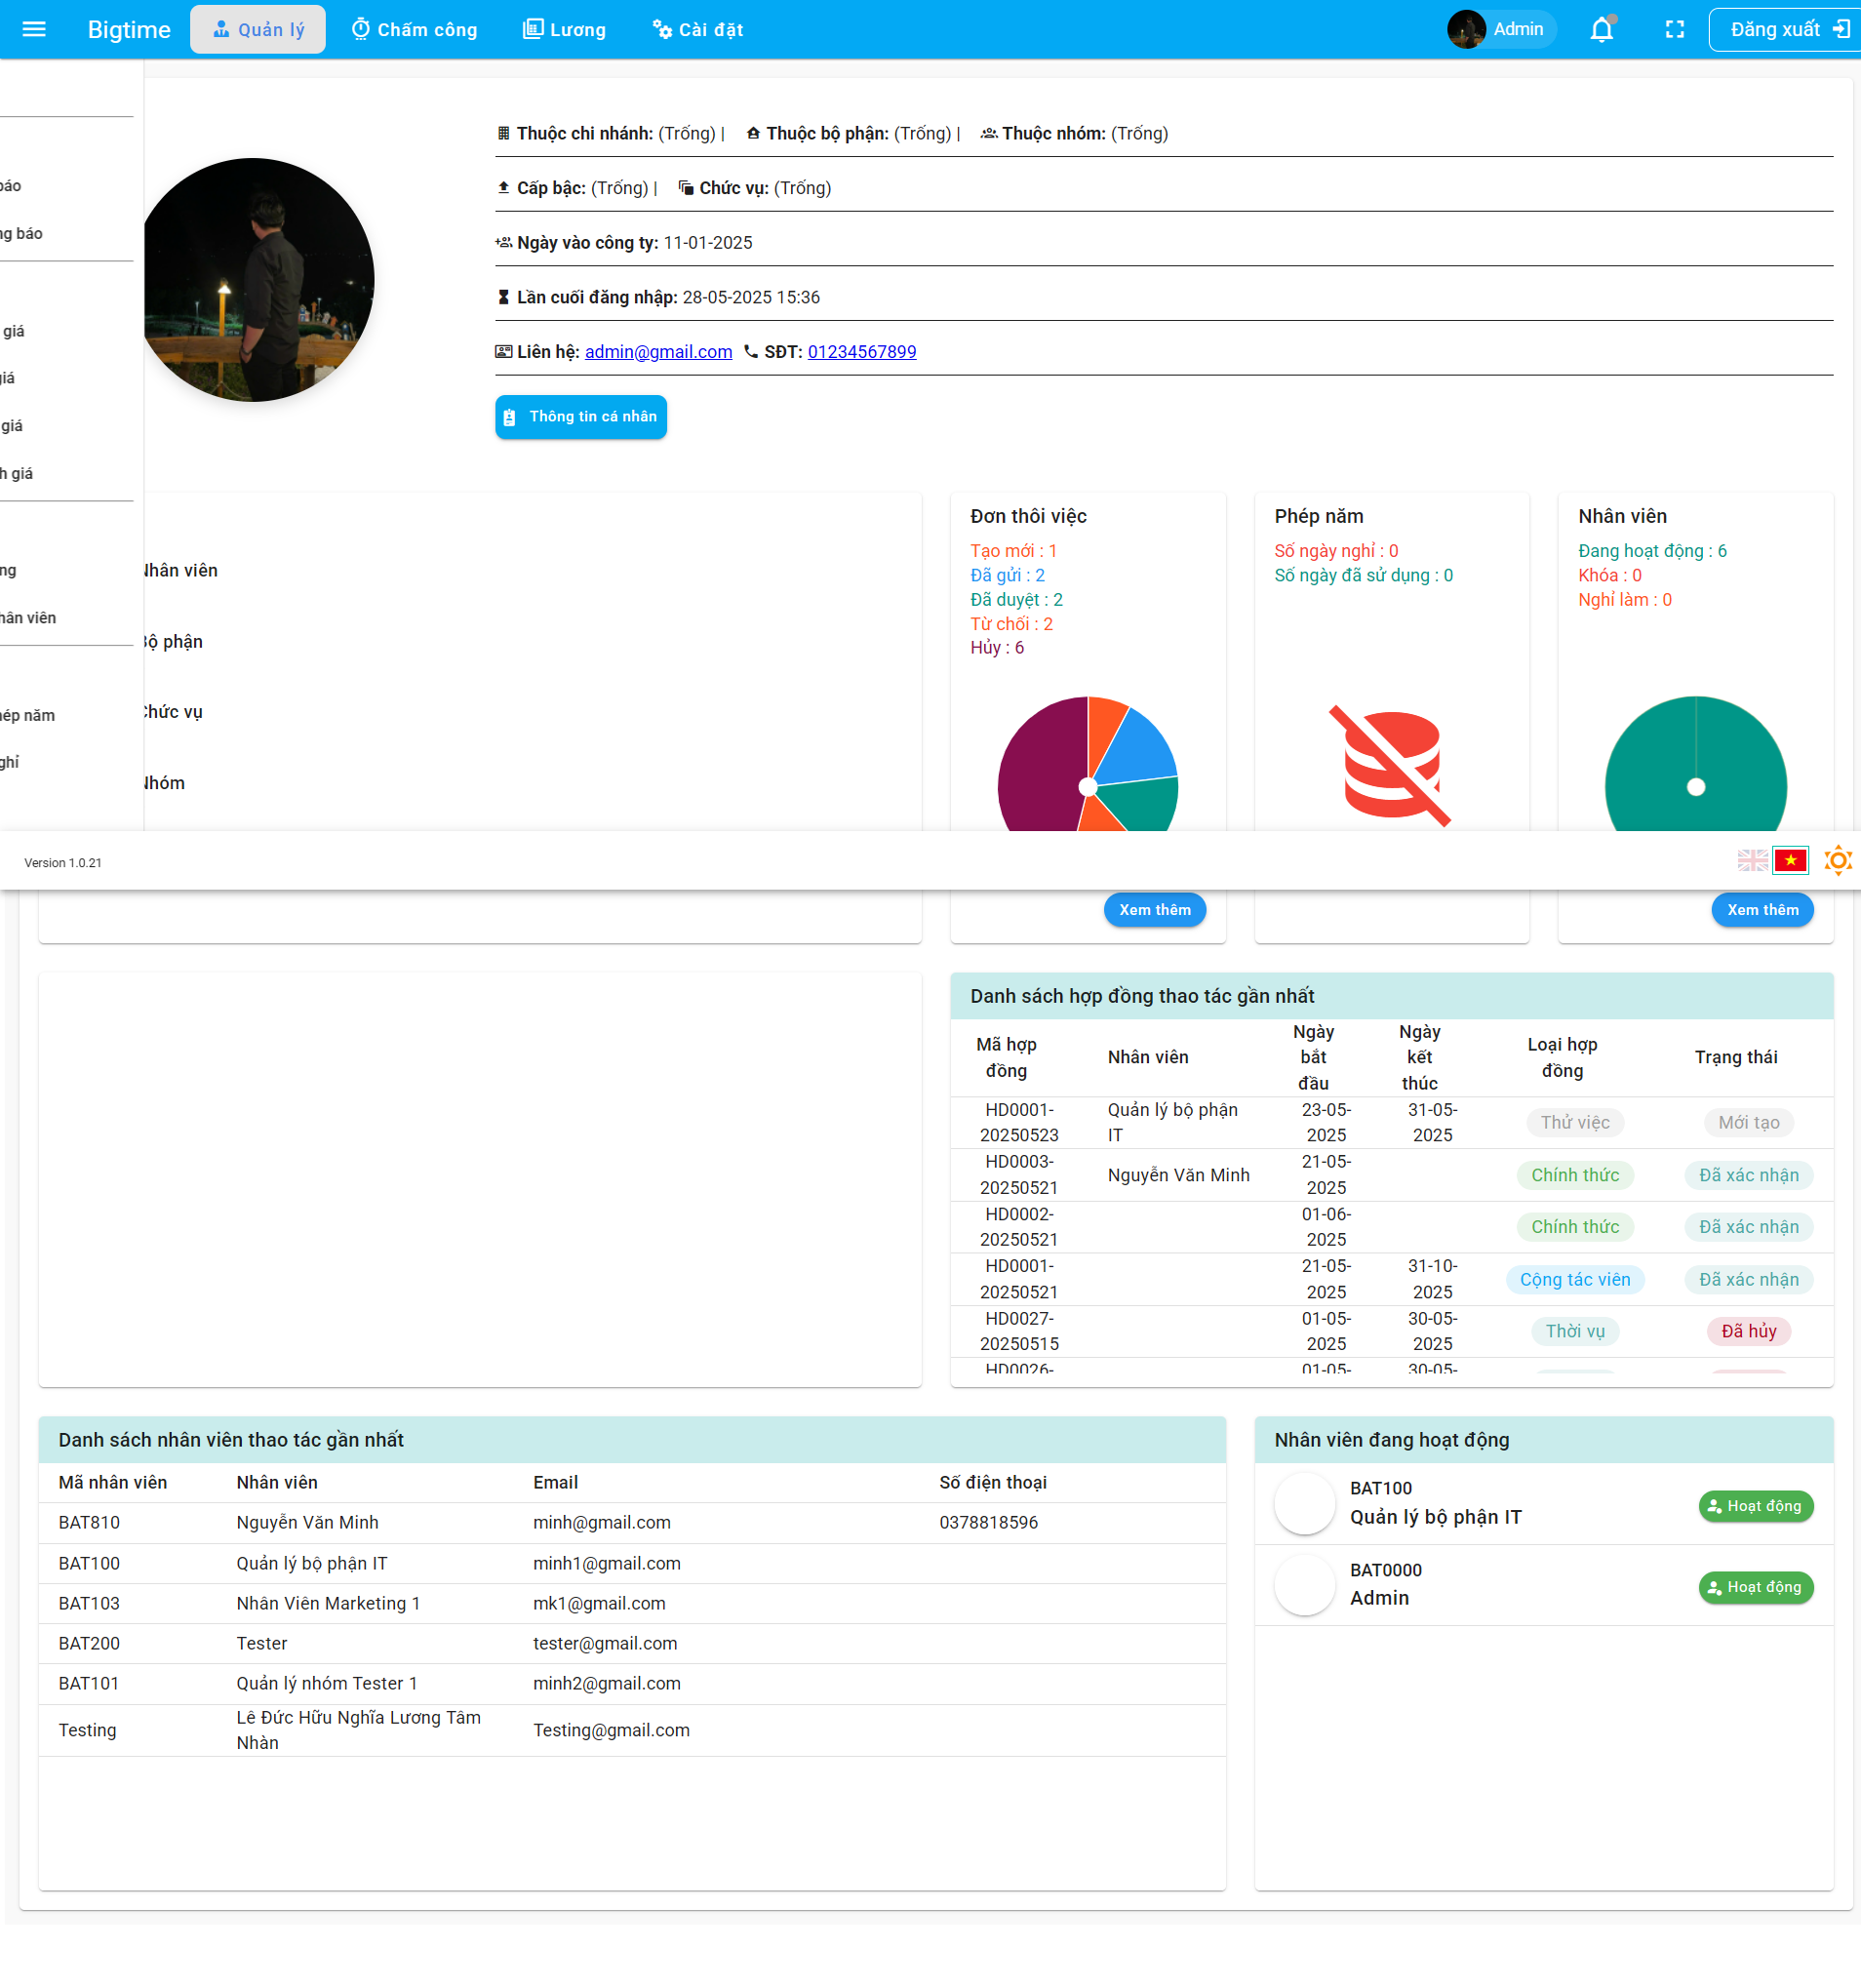 Bigtime
Quản lý
Chấm công
Lương
Cài đặt
Admin
Đăng xuất
báo
ng báo
giá
giá
giá
h giá
ng
hân viên
hép năm
ghỉ
Thuộc chi nhánh: (Trống) | Thuộc bộ phận: (Trống) | Thuộc nhóm: (Trống)
Cấp bậc: (Trống) | Chức vụ: (Trống)
Ngày vào công ty: 11-01-2025
Lần cuối đăng nhập: 28-05-2025 15:36
Liên hệ: admin@gmail.com SĐT: 01234567899
Thông tin cá nhân
Nhân viên
Bộ phận
Chức vụ
Nhóm
Đơn thôi việc
Tạo mới : 1
Đã gửi : 2
Đã duyệt : 2
Từ chối : 2
Hủy : 6
Xem thêm
Phép năm
Số ngày nghỉ : 0
Số ngày đã sử dụng : 0
Nhân viên
Đang hoạt động : 6
Khóa : 0
Nghỉ làm : 0
Xem thêm
Version 1.0.21
Danh sách hợp đồng thao tác gần nhất
Mã hợp đồng Nhân viên Ngày bắt đầu Ngày kết thúc Loại hợp đồng Trạng thái
HD0001-20250523 Quản lý bộ phận IT 23-05-2025 31-05-2025 Thử việc Mới tạo
HD0003-20250521 Nguyễn Văn Minh 21-05-2025 Chính thức Đã xác nhận
HD0002-20250521 01-06-2025 Chính thức Đã xác nhận
HD0001-20250521 21-05-2025 31-10-2025 Cộng tác viên Đã xác nhận
HD0027-20250515 01-05-2025 30-05-2025 Thời vụ Đã hủy
HD0026- 01-05- 30-05-
Danh sách nhân viên thao tác gần nhất
Mã nhân viên Nhân viên Email Số điện thoại
BAT810 Nguyễn Văn Minh minh@gmail.com 0378818596
BAT100 Quản lý bộ phận IT minh1@gmail.com
BAT103 Nhân Viên Marketing 1 mk1@gmail.com
BAT200 Tester tester@gmail.com
BAT101 Quản lý nhóm Tester 1 minh2@gmail.com
Testing Lê Đức Hữu Nghĩa Lương Tâm Nhàn Testing@gmail.com
Nhân viên đang hoạt động
BAT100
Quản lý bộ phận IT
Hoạt động
BAT0000
Admin
Hoạt động